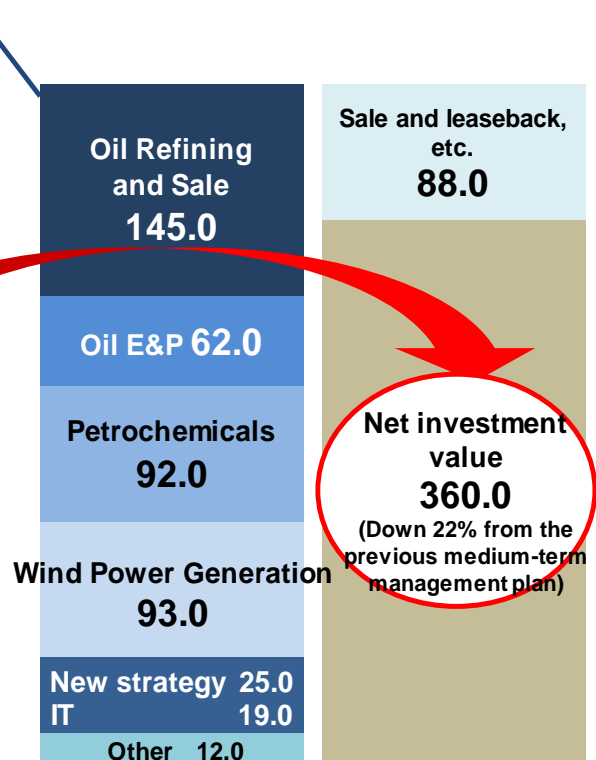 Oil Refining
and Sale
145.0
Oil E&P 62.0
Petrochemicals
92.0
Wind Power Generation
93.0
New strategy 25.0
IT 19.0
Other 12.0
Sale and leaseback,
etc.
88.0
Net investment
value
360.0
(Down 22% from the
previous medium-term
management plan)